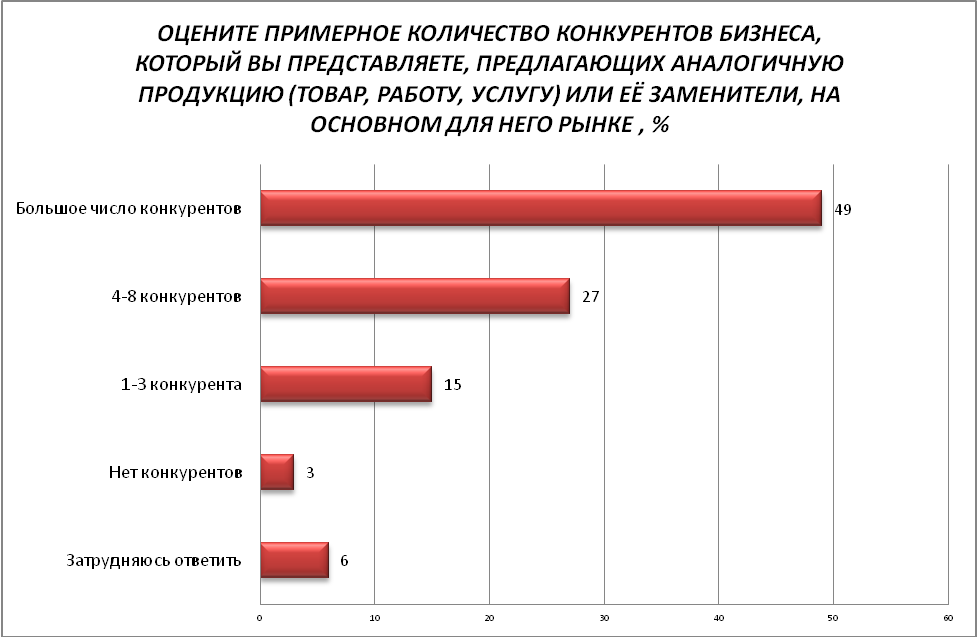 ОЦЕНИТЕ ПРИМЕРНОЕ КОЛИЧЕСТВО КОНКУРЕНТОВ БИЗНЕСА,
КОТОРЫЙ ВЫ ПРЕДСТАВЛЯЕТЕ, ПРЕДЛАГАЮЩИХ АНАЛОГИЧНУЮ
ПРОДУКЦИЮ (ТОВАР, РАБОТУ, УСЛУГУ) ИЛИ ЕЁ ЗАМЕНИТЕЛИ, НА
ОСНОВНОМ ДЛЯ НЕГО РЫНКЕ , %
Большое число конкурентов 49
4-8 конкурентов 27
1-3 конкурента 15
Нет конкурентов 3
Затрудняюсь ответить 6
0 10 20 30 40 50 60